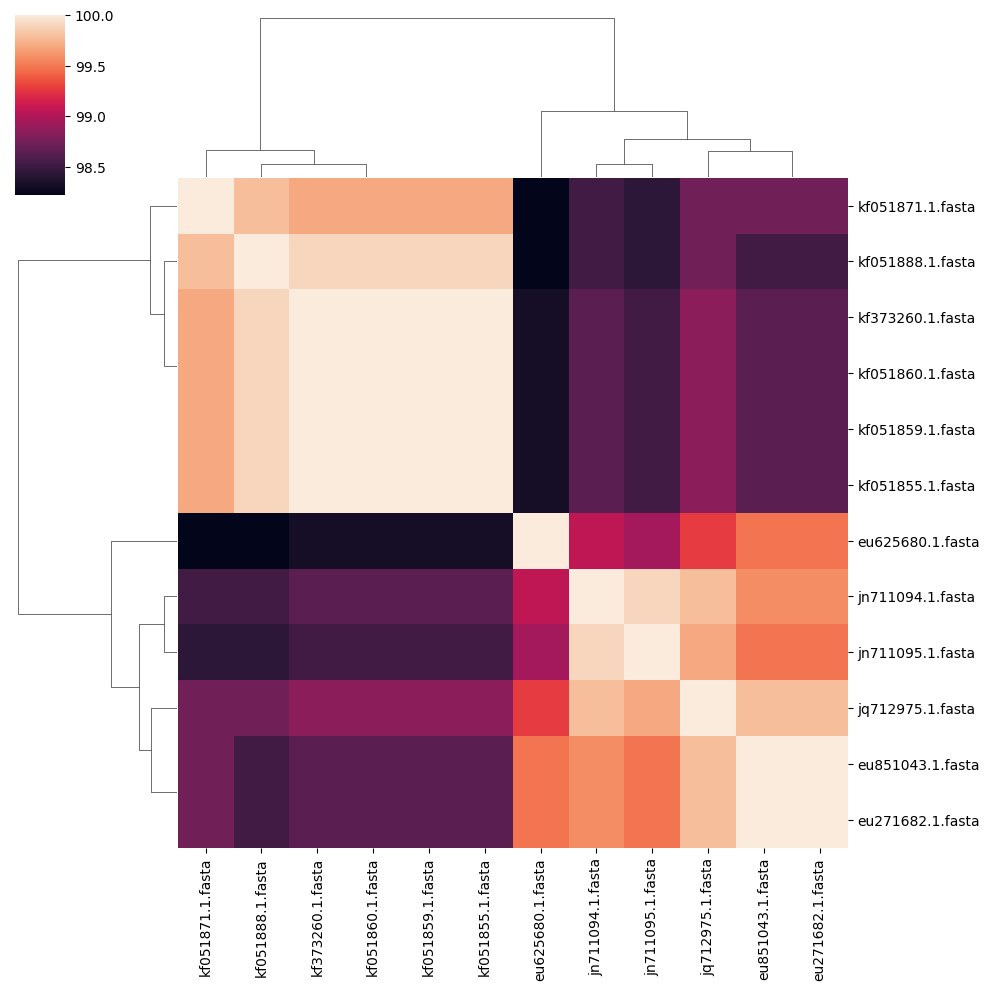 100.0
99.5
99.0
98.5
kf051871.1.fasta
kf051888.1.fasta
kf373260.1.fasta
kf051860.1.fasta
kf051859.1.fasta
kf051855.1.fasta
eu625680.1.fasta
jn711094.1.fasta
jn711095.1.fasta
jq712975.1.fasta
eu851043.1.fasta
eu271682.1.fasta
kf051871.1.fasta
kf051888.1.fasta
kf373260.1.fasta
kf051860.1.fasta
kf051859.1.fasta
kf051855.1.fasta
eu625680.1.fasta
jn711094.1.fasta
jn711095.1.fasta
jq712975.1.fasta
eu851043.1.fasta
eu271682.1.fasta